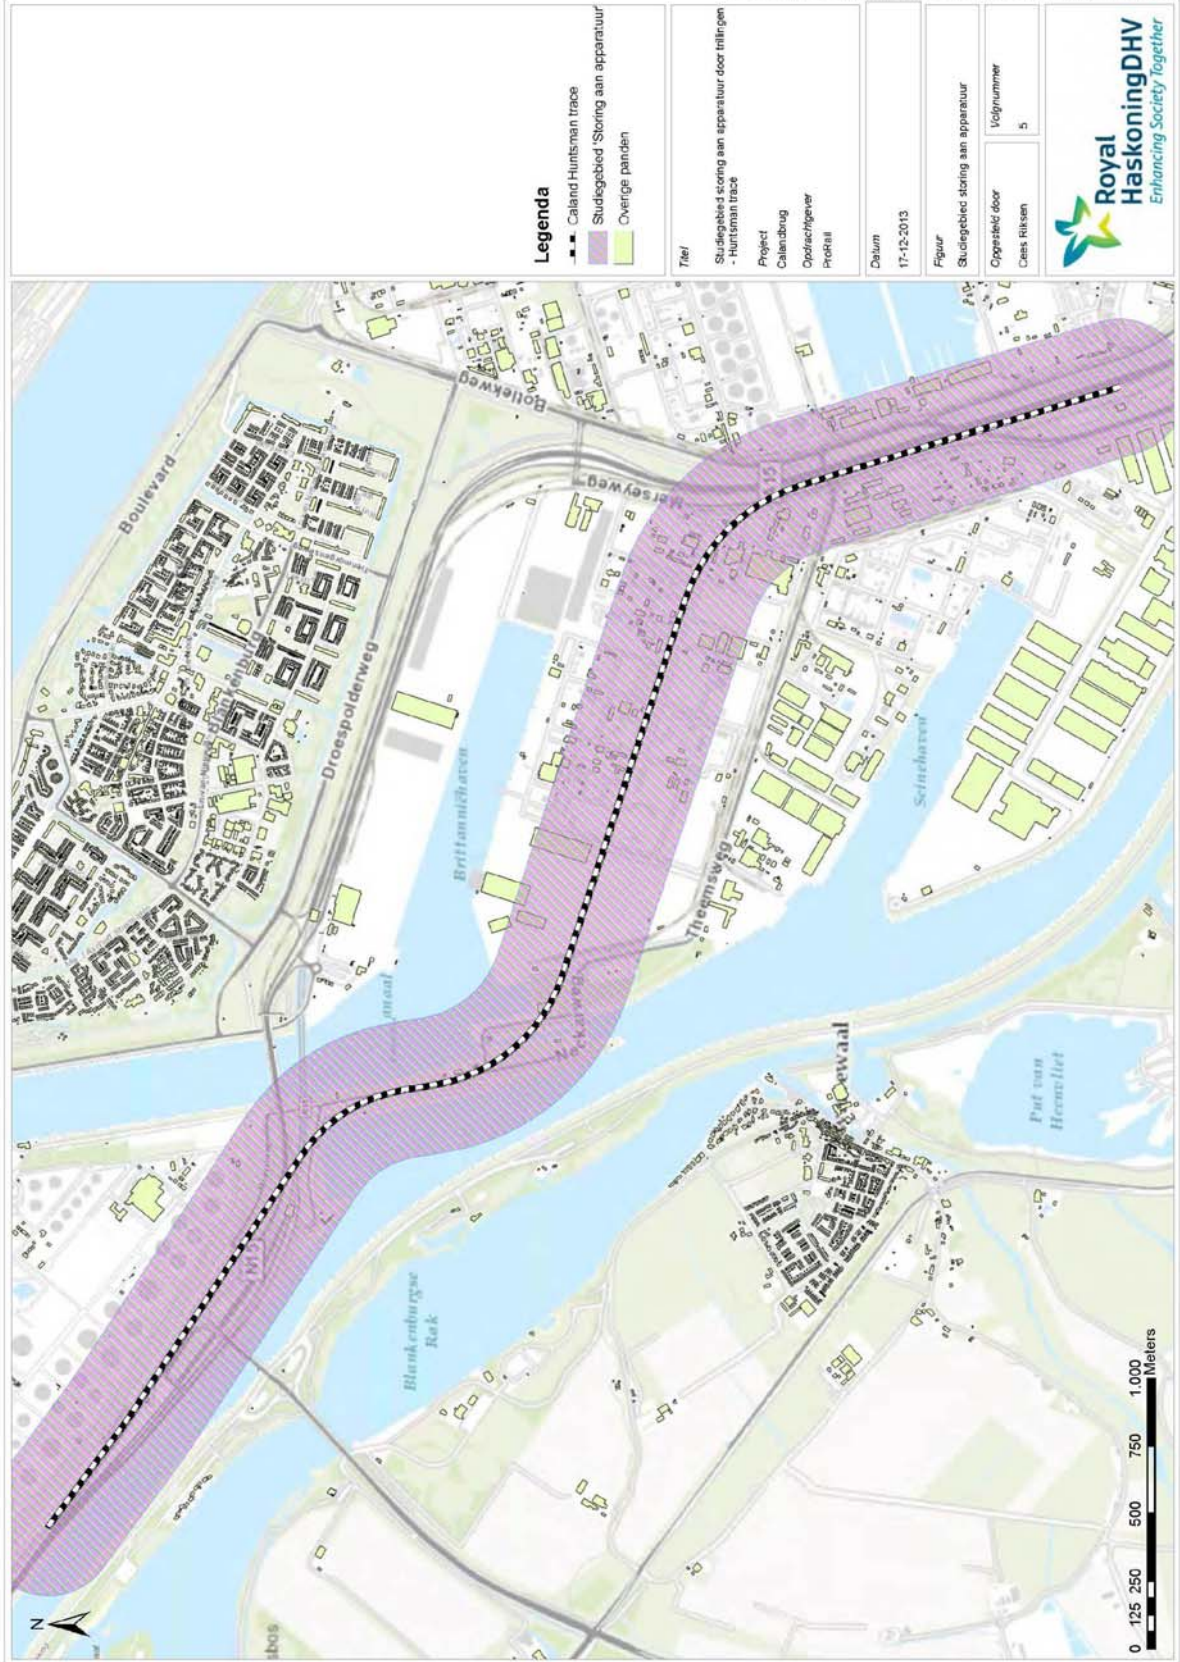 Legenda
Caland Huntsman trace
Studiegebied 'Storing aan apparatuur'
Overige panden
Titel
Studiegebied storing aan apparatuur door trillingen
- Huntsman tracé
Project
Calandbrug
Opdrachtgever
ProRail
Datum
17-12-2013
Figuur
Studiegebied storing aan apparatuur
Opgesteld door
Cees Riksen
Volgnummer
5
Royal
HaskoningDHV
Enhancing Society Together
N
Boulevard
Botlekweg
Merseyweg
Droespolderweg
Brittanniëhaven
Seinehaven
Theemsweg
Neckarweg
N15
Blankenburgse
Rak
Put van
Heenvliet
0 125 250 500 750 1.000
Meters